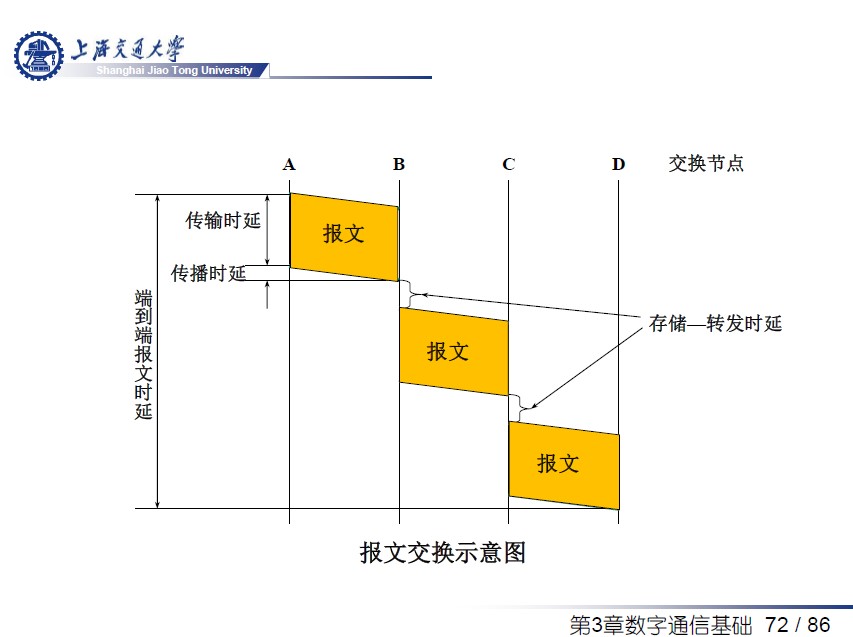 上海交通大学
Shanghai Jiao Tong University
A B C D 交换节点
传输时延
报文
传播时延
端到端报文时延
存储—转发时延
报文
报文
报文交换示意图
第3章数字通信基础 72 / 86